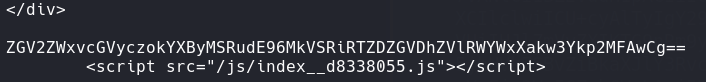 </div>
ZGV2ZWxvcGVyczokYXByMSRudE96MkVSRiRTZDZGVDhZVlRWYWxXakw3Ykp2MFAwCg==
<script src="/js/index__d8338055.js"></script>